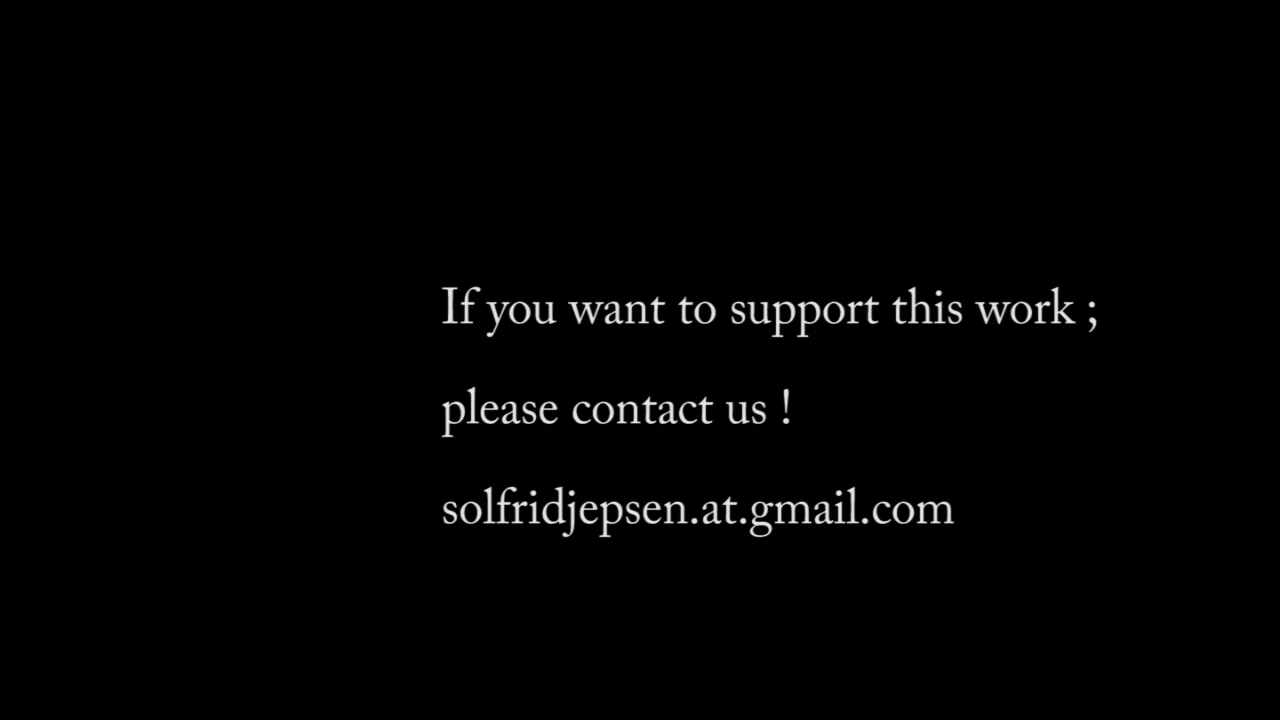 If you want to support this work ;
please contact us !
solfridjepsen.at.gmail.com